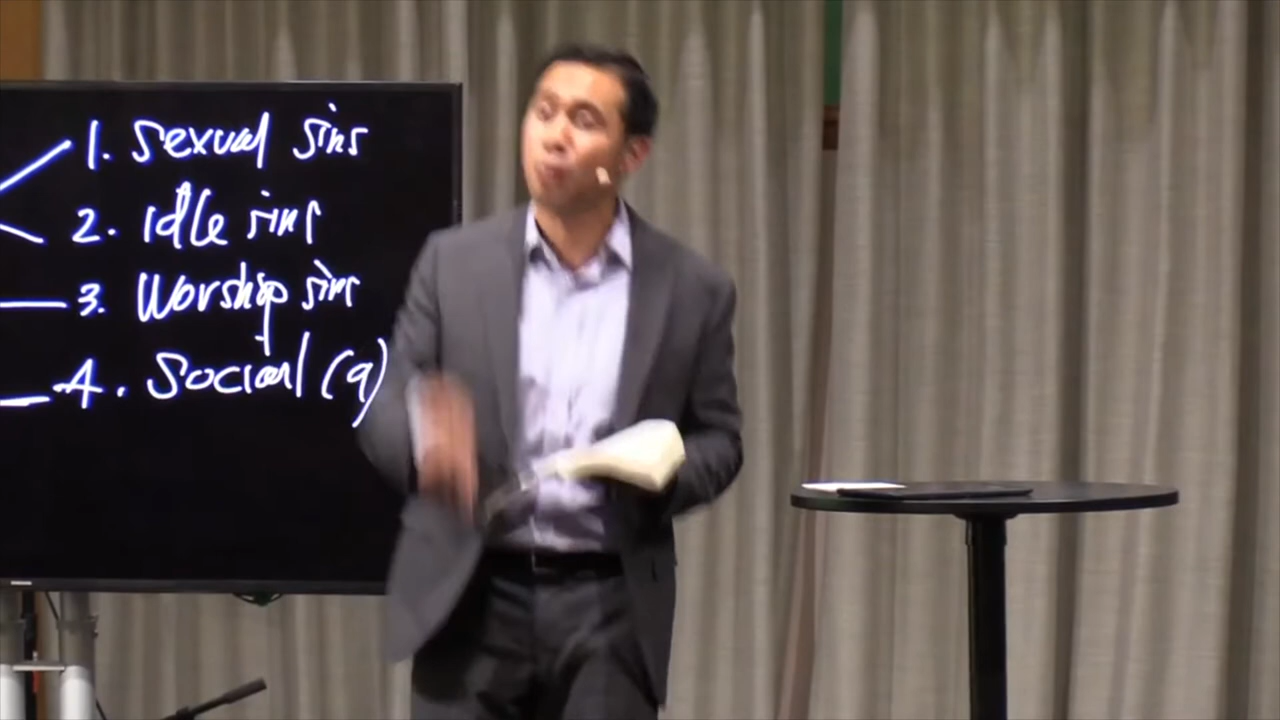 1. Sexual sins
2. Idle sins
3. Worship sins
4. Social (9)